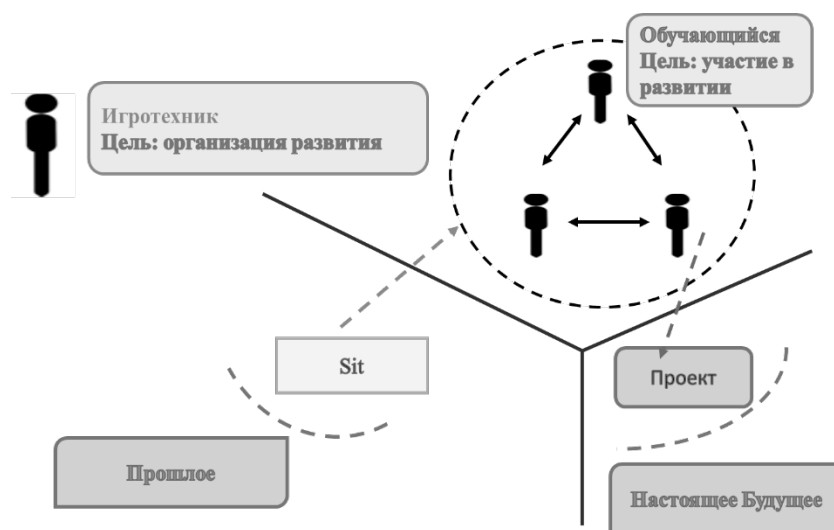 Обучающийся
Цель: участие в
развитии
Игротехник
Цель: организация развития
Sit
Проект
Прошлое
Настоящее Будущее